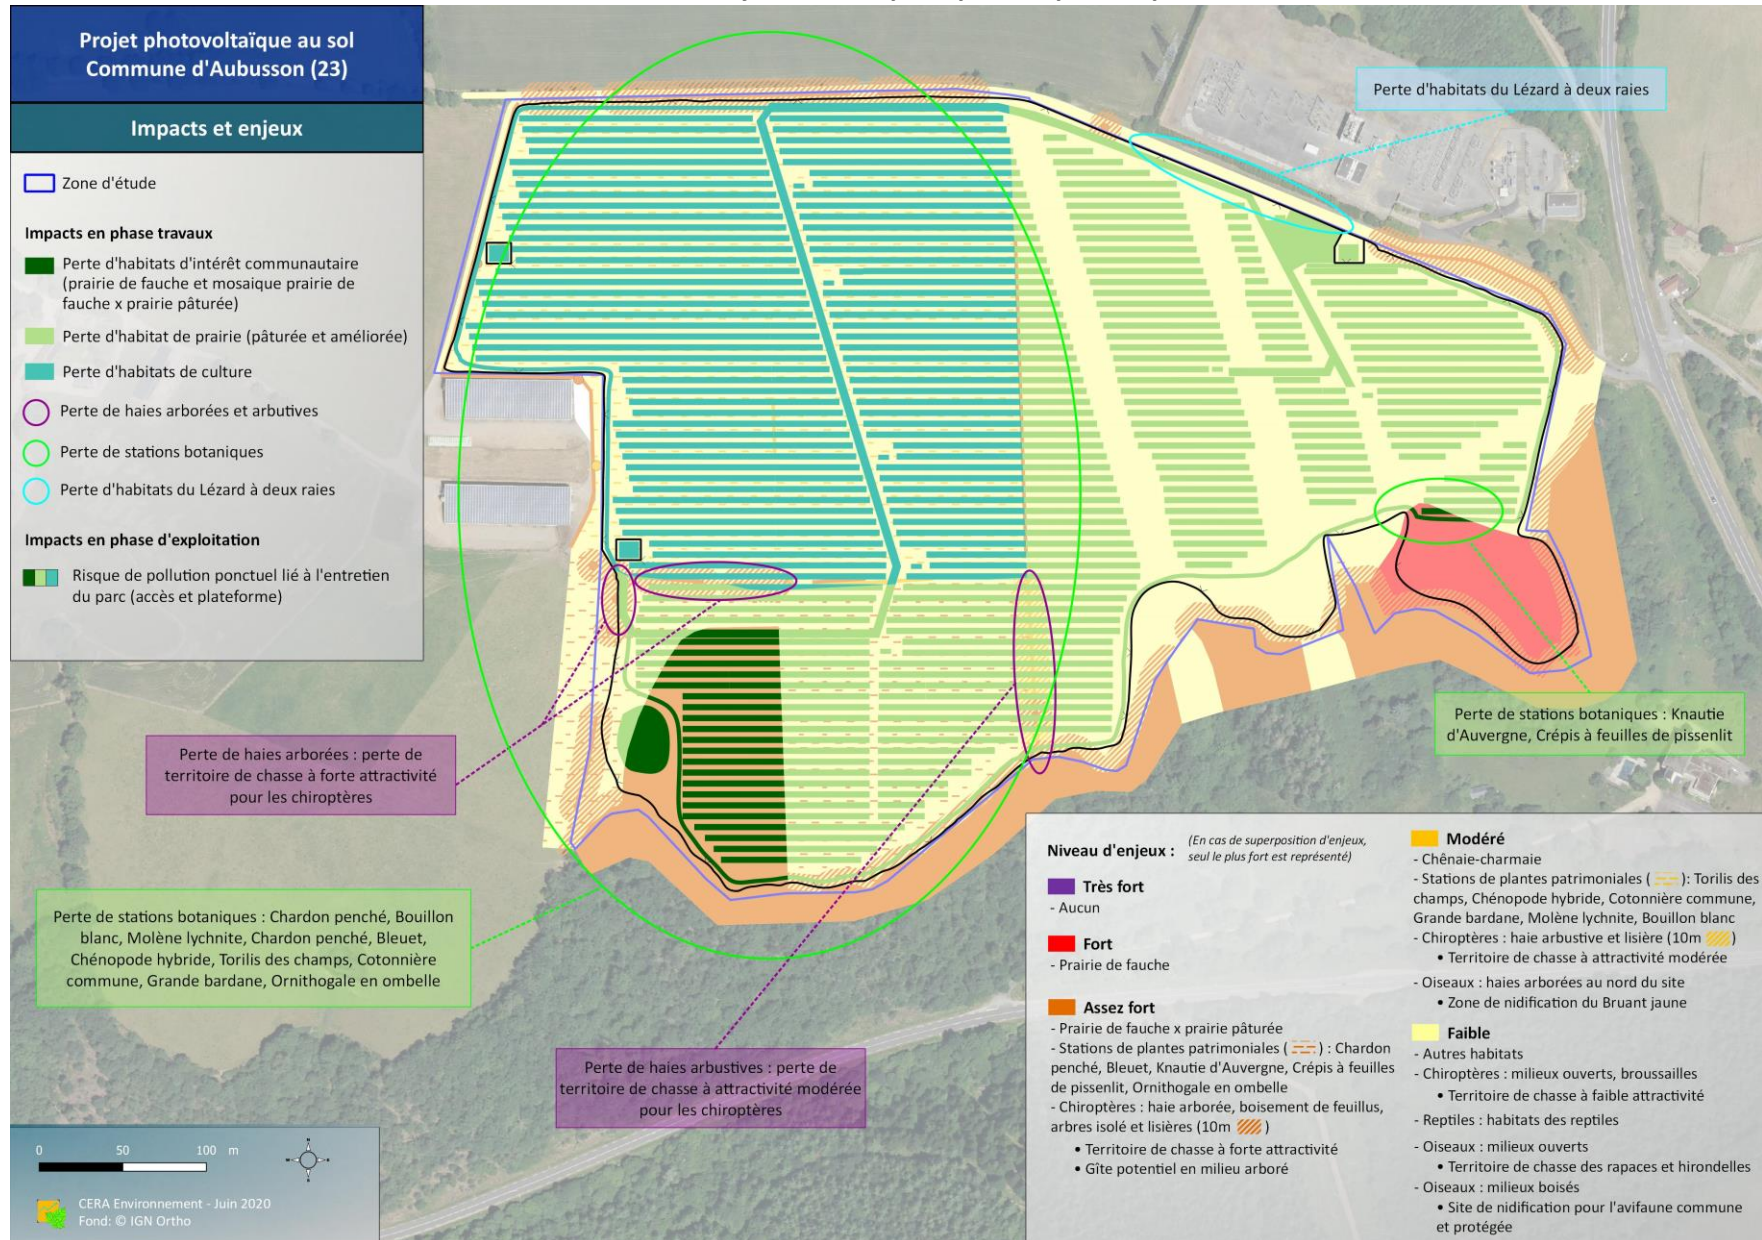 Projet photovoltaïque au sol
Commune d'Aubusson (23)
Impacts et enjeux
Zone d'étude
Impacts en phase travaux
Perte d'habitats d'intérêt communautaire
(prairie de fauche et mosaique prairie de
fauche x prairie pâturée)
Perte d'habitat de prairie (pâturée et améliorée)
Perte d'habitats de culture
Perte de haies arborées et arbutives
Perte de stations botaniques
Perte d'habitats du Lézard à deux raies
Impacts en phase d'exploitation
Risque de pollution ponctuel lié à l'entretien
du parc (accès et plateforme)
Perte d'habitats du Lézard à deux raies
Perte de stations botaniques : Knautie
d'Auvergne, Crépis à feuilles de pissenlit
Perte de haies arborées : perte de
territoire de chasse à forte attractivité
pour les chiroptères
Perte de stations botaniques : Chardon penché, Bouillon
blanc, Molène lychnite, Chardon penché, Bleuet,
Chénopode hybride, Torilis des champs, Cotonnière
commune, Grande bardane, Ornithogale en ombelle
Perte de haies arbustives : perte de
territoire de chasse à attractivité modérée
pour les chiroptères
Niveau d'enjeux :
(En cas de superposition d'enjeux,
seul le plus fort est représenté)
Très fort
- Aucun
Fort
- Prairie de fauche
Assez fort
- Prairie de fauche x prairie pâturée
- Stations de plantes patrimoniales ( ) : Chardon
penché, Bleuet, Knautie d'Auvergne, Crépis à feuilles
de pissenlit, Ornithogale en ombelle
- Chiroptères : haie arborée, boisement de feuillus,
arbres isolé et lisières (10m )
• Territoire de chasse à forte attractivité
• Gîte potentiel en milieu arboré
Modéré
- Chênaie-charmaie
- Stations de plantes patrimoniales ( ): Torilis des
champs, Chénopode hybride, Cotonnière commune,
Grande bardane, Molène lychnite, Bouillon blanc
- Chiroptères : haie arbustive et lisière (10m )
• Territoire de chasse à attractivité modérée
- Oiseaux : haies arborées au nord du site
• Zone de nidification du Bruant jaune
Faible
- Autres habitats
- Chiroptères : milieux ouverts, broussailles
• Territoire de chasse à faible attractivité
- Reptiles : habitats des reptiles
- Oiseaux : milieux ouverts
• Territoire de chasse des rapaces et hirondelles
- Oiseaux : milieux boisés
• Site de nidification pour l'avifaune commune
et protégée
0 50 100 m
CERA Environnement - Juin 2020
Fond: © IGN Ortho